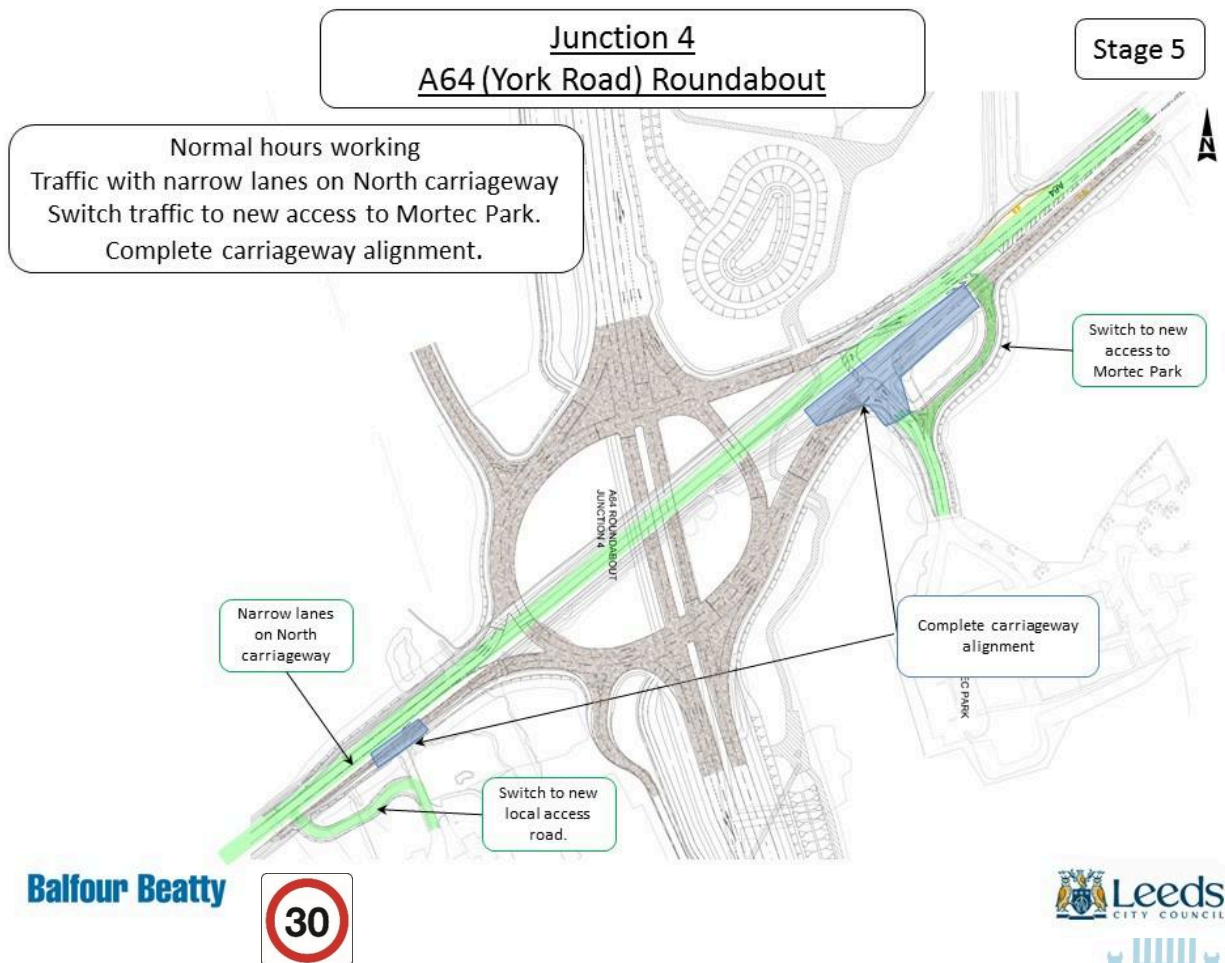 Junction 4
A64 (York Road) Roundabout
Stage 5
Normal hours working
Traffic with narrow lanes on North carriageway
Switch traffic to new access to Mortec Park.
Complete carriageway alignment.
N
A64
Switch to new
access to
Mortec Park
A64 ROUNDABOUT
JUNCTION 4
Narrow lanes
on North
carriageway
Complete carriageway
alignment
EC PARK
Switch to new
local access
road.
Balfour Beatty
30
Leeds
CITY COUNCIL